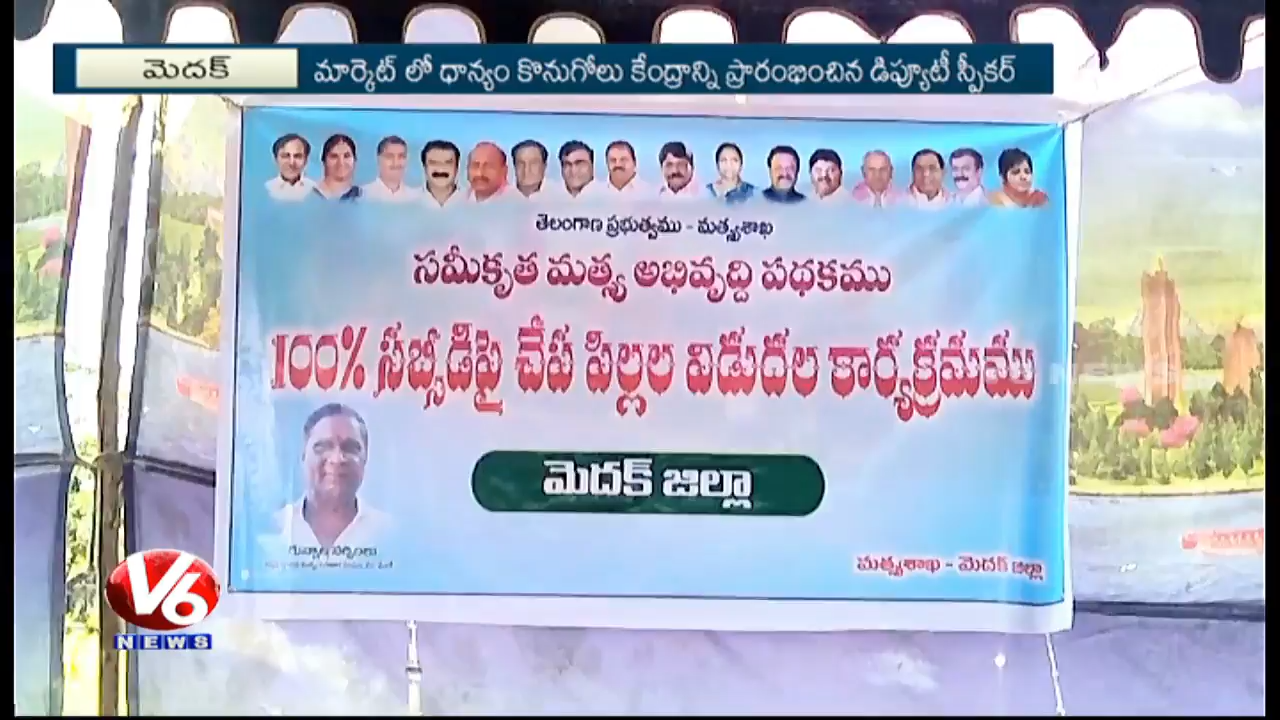 మెదక్ మార్కెట్ లో ధాన్యం కొనుగోలు కేంద్రాన్ని ప్రారంభించిన డిప్యూటీ స్పీకర్
తెలంగాణ ప్రభుత్వము - మత్స్యశాఖ
సమీకృత మత్స్య అభివృద్ది పథకము
100% సబ్సిడీపై చేప పిల్లల విడుదల కార్యక్రమము
మెదక్ జిల్లా
మత్స్యశాఖ - మెదక్ జిల్లా
V6
NEWS